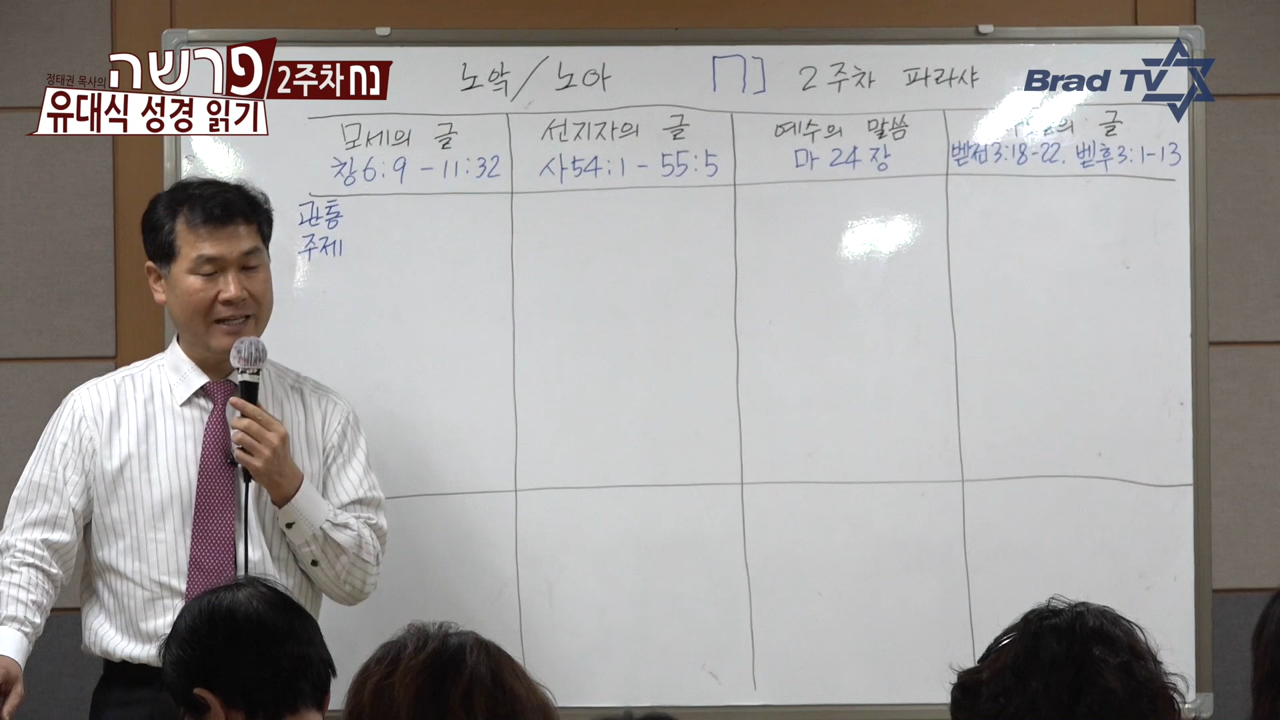 정태권 목사의
פרשה
2주차 נח
유대식 성경 읽기
Brad TV
노악 / 노아 נח 2주차 파라샤
모세의 글
창6:9 - 11:32
선지자의 글
사54:1 - 55:5
예수의 말씀
마 24장
의 글
벧전3:18-22. 벧후3:1-13
관통
주제